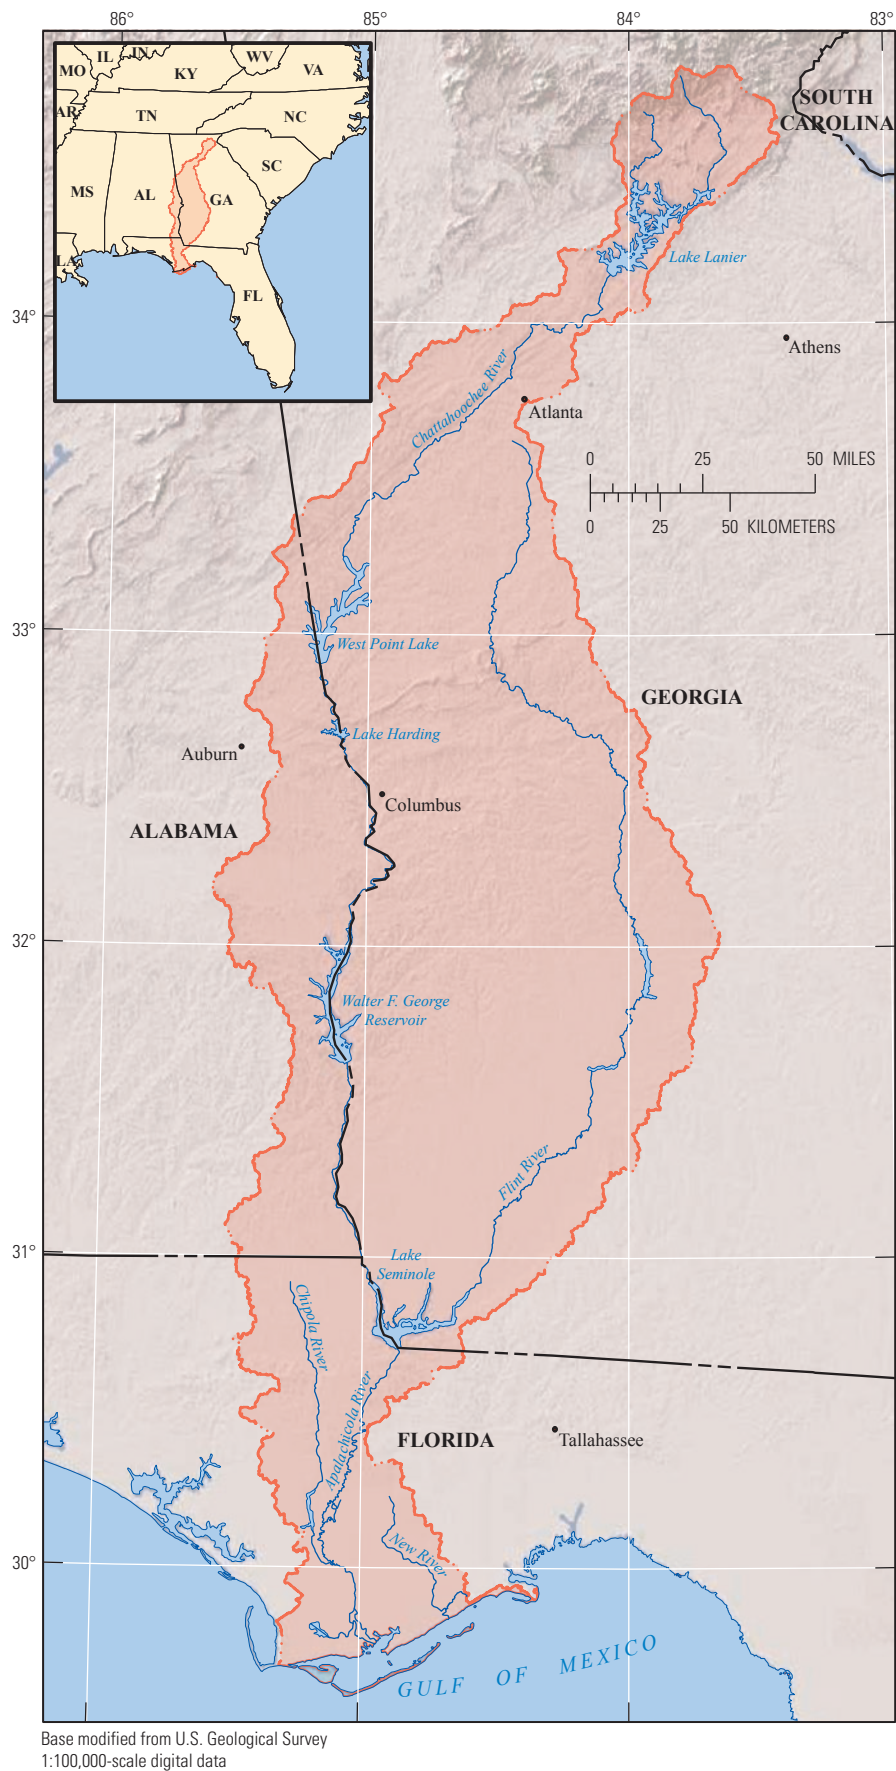 86°
85°
84°
83°
MO
IL
IN
KY
WV
VA
AR
TN
NC
SC
MS
AL
GA
LA
FL
SOUTH
CAROLINA
Lake Lanier
34°
Athens
Chattahoochee River
Atlanta
0 25 50 MILES
0 25 50 KILOMETERS
33°
West Point Lake
GEORGIA
Lake Harding
Auburn
Columbus
ALABAMA
32°
Walter F. George
Reservoir
Flint River
31°
Lake
Seminole
Chipola River
Apalachicola River
FLORIDA
Tallahassee
New River
30°
GULF OF MEXICO
Base modified from U.S. Geological Survey
1:100,000-scale digital data